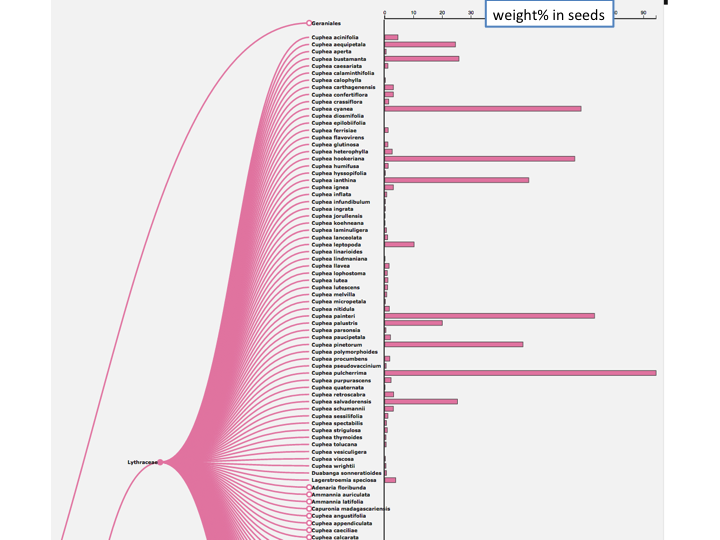 0 10 20 30 90
weight% in seeds
Geraniales
Cuphea acinifolia
Cuphea aequipetala
Cuphea aperta
Cuphea bustamanta
Cuphea caesariata
Cuphea calaminthifolia
Cuphea calophylla
Cuphea carthagenensis
Cuphea confertiflora
Cuphea crassiflora
Cuphea cyanea
Cuphea diosmifolia
Cuphea epilobiifolia
Cuphea ferrisiae
Cuphea flavovirens
Cuphea glutinosa
Cuphea heterophylla
Cuphea hookeriana
Cuphea humifusa
Cuphea hyssopifolia
Cuphea ianthina
Cuphea ignea
Cuphea inflata
Cuphea infundibulum
Cuphea ingrata
Cuphea jorullensis
Cuphea koehneana
Cuphea laminuligera
Cuphea lanceolata
Cuphea leptopoda
Cuphea linarioides
Cuphea lindmaniana
Cuphea llavea
Cuphea lophostoma
Cuphea lutea
Cuphea lutescens
Cuphea melvilla
Cuphea micropetala
Cuphea nitidula
Cuphea painteri
Cuphea palustris
Cuphea parsonsia
Cuphea paucipetala
Cuphea pinetorum
Cuphea polymorphoides
Cuphea procumbens
Cuphea pseudovaccinium
Cuphea pulcherrima
Cuphea purpurascens
Cuphea quaternata
Cuphea retroscabra
Cuphea salvadorensis
Cuphea schumannii
Cuphea sessilifolia
Cuphea spectabilis
Cuphea strigulosa
Cuphea thymoides
Cuphea tolucana
Cuphea vesiculigera
Cuphea viscosa
Lythraceae
Cuphea wrightii
Duabanga sonneratioides
Lagerstroemia speciosa
Adenaria floribunda
Ammannia auriculata
Ammannia latifolia
Capuronia madagascariensis
Cuphea angustifolia
Cuphea appendiculata
Cuphea caeciliae
Cuphea calcarata